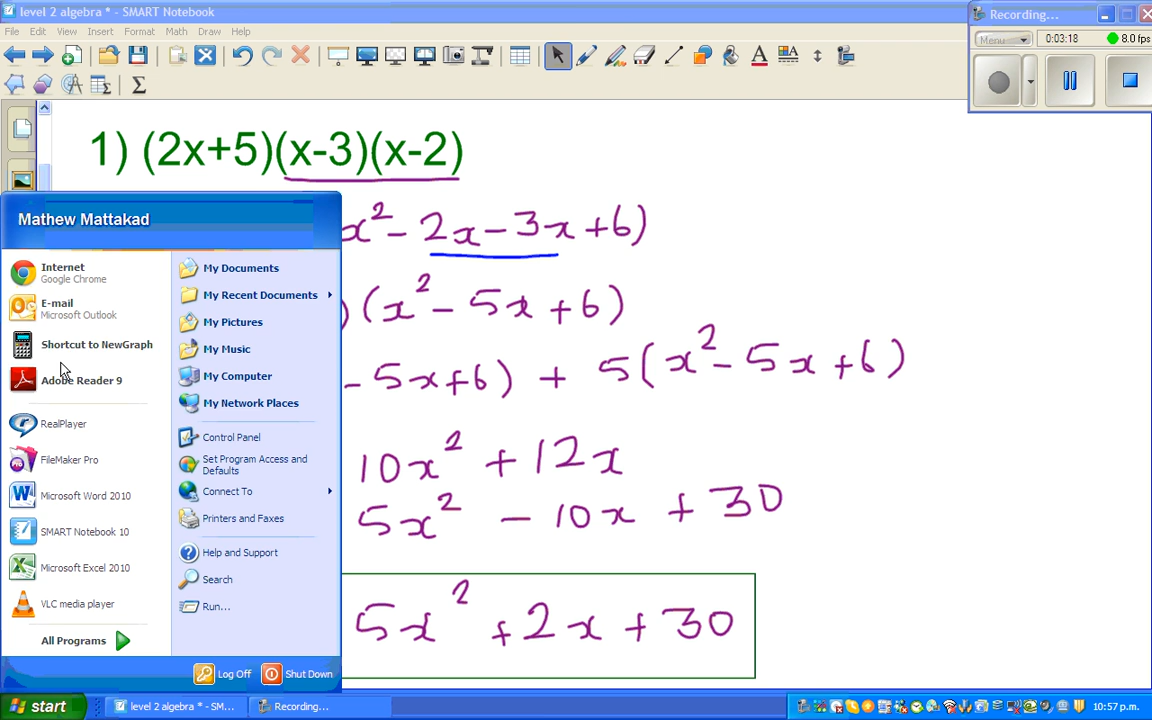 level 2 algebra * - SMART Notebook
File Edit View Insert Format Math Draw Help
Recording...
Menu 0:03:18 8.0 fps
1) (2x+5)(x-3)(x-2)
x² - 2x - 3x + 6)
) (x² - 5x + 6)
- 5x + 6) + 5(x² - 5x + 6)
10x² + 12x
5x² - 10x + 30
5x² + 2x + 30
Mathew Mattakad
Internet
Google Chrome
E-mail
Microsoft Outlook
Shortcut to NewGraph
Adobe Reader 9
RealPlayer
FileMaker Pro
Microsoft Word 2010
SMART Notebook 10
Microsoft Excel 2010
VLC media player
All Programs
My Documents
My Recent Documents
My Pictures
My Music
My Computer
My Network Places
Control Panel
Set Program Access and
Defaults
Connect To
Printers and Faxes
Help and Support
Search
Run...
Log Off Shut Down
start level 2 algebra * - SM... Recording... 10:57 p.m.